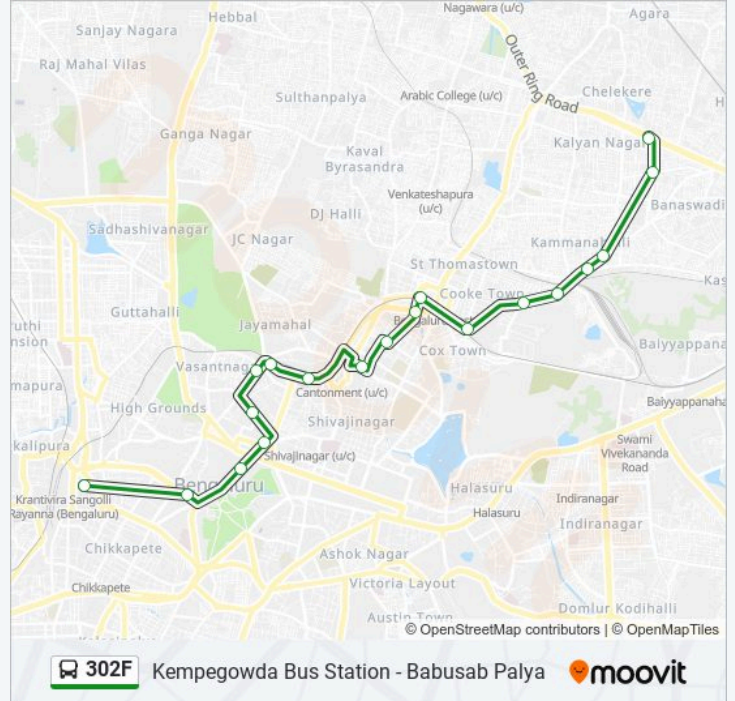 Nagawara (u/c)
Hebbal
Agara
Sanjay Nagara
Outer Ring Road
Raj Mahal Vilas
Chelekere
Sulthanpalya
Arabic College (u/c)
Ganga Nagar
Kalyan Nagar
Kaval
Byrasandra
Venkateshapura
(u/c)
Banaswadi
DJ Halli
Sadhashivanagar
JC Nagar
Kammanahalli
St Thomastown
Cooke Town
Guttahalli
Jayamahal
Cox Town
Baiyyappana
Vasantnag
Cantonment (u/c)
High Grounds
Baiyyappanaha
Shivajinagar
Swami
Vivekananda
Road
Shivajinagar (u/c)
Bengaluru
Halasuru
Krantivira Sangolli
Rayanna (Bengaluru)
Indiranagar
Halasuru
Indiranagar
Chikkapete
Ashok Nagar
Chikkapete
Victoria Layout
Domlur Kodihalli
Austin Town
© OpenStreetMap contributors | © OpenMapTiles
302F Kempegowda Bus Station - Babusab Palya moovit